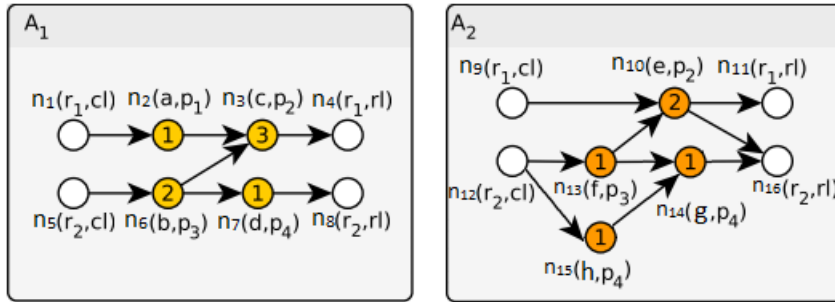 A₁
n₁(r₁,cl) n₂(a,p₁) n₃(c,p₂) n₄(r₁,rl)
1 3
2 1
n₅(r₂,cl) n₆(b,p₃) n₇(d,p₄) n₈(r₂,rl)
A₂
n₁₀(e,p₂)
n₉(r₁,cl) n₁₁(r₁,rl)
2
1 1
n₁₂(r₂,cl) n₁₃(f,p₃) n₁₆(r₂,rl)
n₁₄(g,p₄)
1
n₁₅(h,p₄)